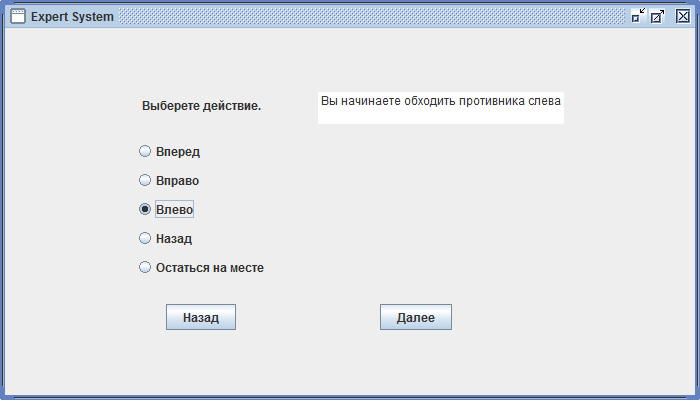 Expert System
Выберете действие.
Вы начинаете обходить противника слева
Вперед
Вправо
Влево
Назад
Остаться на месте
Назад
Далее